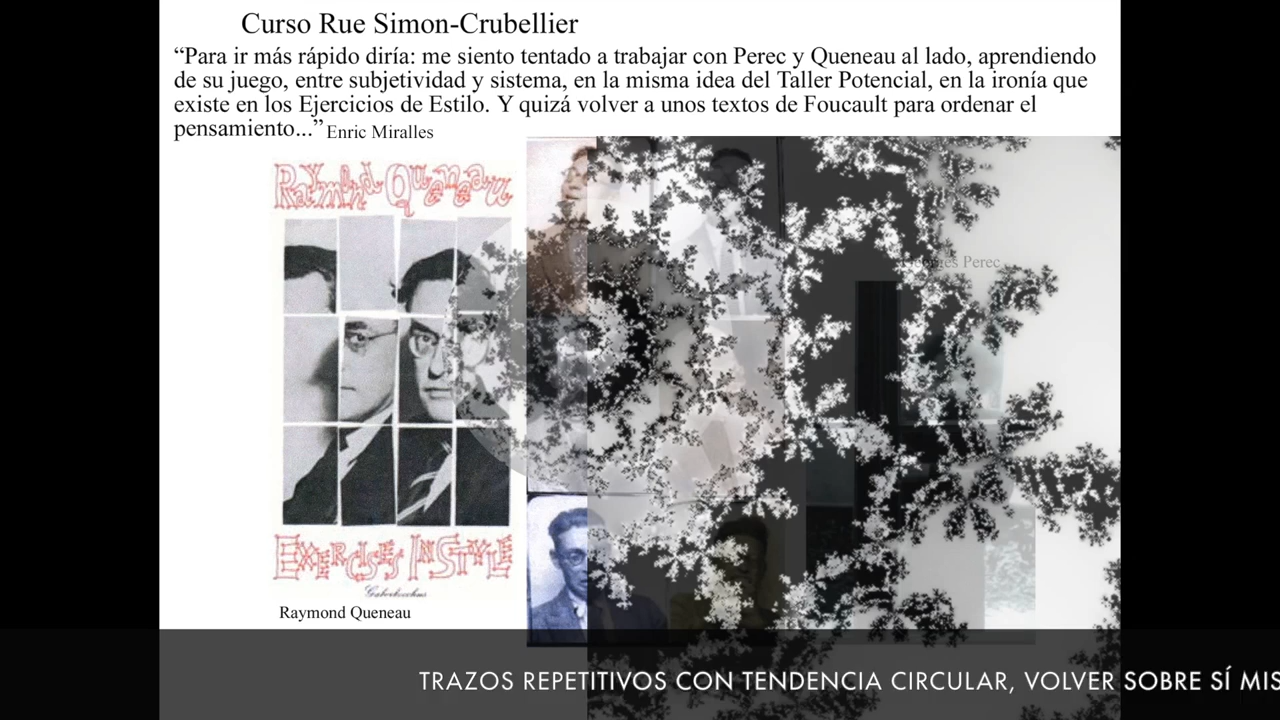 Curso Rue Simon-Crubellier
“Para ir más rápido diría: me siento tentado a trabajar con Perec y Queneau al lado, aprendiendo
de su juego, entre subjetividad y sistema, en la misma idea del Taller Potencial, en la ironía que
existe en los Ejercicios de Estilo. Y quizá volver a unos textos de Foucault para ordenar el
pensamiento...” Enric Miralles
Raymond Queneau
Georges Perec
Exercises In Style
Gaberbocchus
Raymond Queneau
TRAZOS REPETITIVOS CON TENDENCIA CIRCULAR, VOLVER SOBRE SÍ MIS